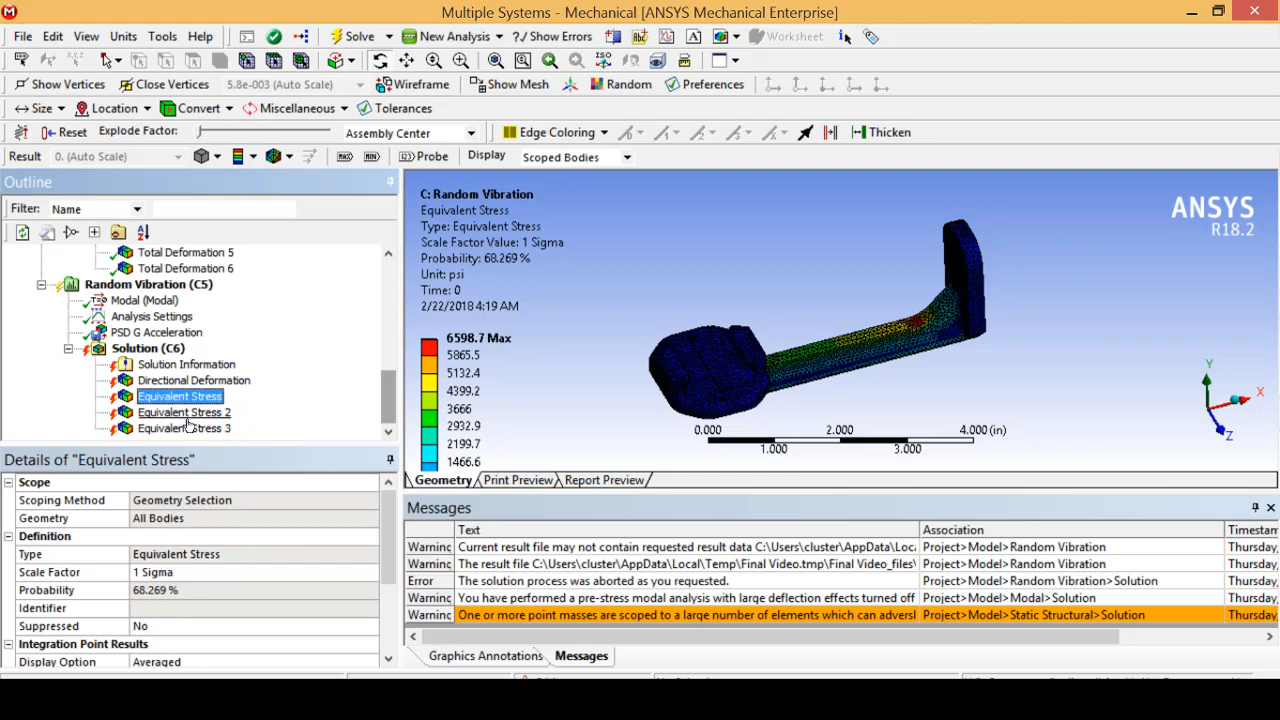 Multiple Systems - Mechanical [ANSYS Mechanical Enterprise]
File Edit View Units Tools Help Solve New Analysis ?/ Show Errors Worksheet
Show Vertices Close Vertices 5.8e-003 (Auto Scale) Wireframe Show Mesh Random Preferences
Size Location Convert Miscellaneous Tolerances
Reset Explode Factor: Assembly Center Edge Coloring Thicken
Result 0. (Auto Scale) MAX MIN Probe Display Scoped Bodies
Outline
Filter: Name
Total Deformation 5
Total Deformation 6
Random Vibration (C5)
Modal (Modal)
Analysis Settings
PSD G Acceleration
Solution (C6)
Solution Information
Directional Deformation
Equivalent Stress
Equivalent Stress 2
Equivalent Stress 3
C: Random Vibration
Equivalent Stress
Type: Equivalent Stress
Scale Factor Value: 1 Sigma
Probability: 68.269 %
Unit: psi
Time: 0
2/22/2018 4:19 AM
6598.7 Max
5865.5
5132.3
4399.2
3666
2932.9
2199.7
1466.6
ANSYS
R18.2
Y
X
Z
0.000 2.000 4.000 (in)
1.000 3.000
Geometry Print Preview Report Preview
Details of "Equivalent Stress"
Scope
Scoping Method Geometry Selection
Geometry All Bodies
Definition
Type Equivalent Stress
Scale Factor 1 Sigma
Probability 68.269 %
Identifier
Suppressed No
Integration Point Results
Display Option Averaged
Messages
Text Association Timestam
Warninc Current result file may not contain requested result data C:\Users\cluster\AppData\Loc Project>Model>Random Vibration Thursday,
Warninc The result file C:\Users\cluster\AppData\Local\Temp\Final Video.tmp\Final Video_files\ Project>Model>Random Vibration Thursday,
Error The solution process was aborted as you requested. Project>Model>Random Vibration>Solution Thursday,
Warninc You have performed a pre-stress modal analysis with large deflection effects turned off Project>Model>Modal>Solution Thursday,
Warninc One or more point masses are scoped to a large number of elements which can advers Project>Model>Static Structural>Solution Thursday,
Graphics Annotations Messages